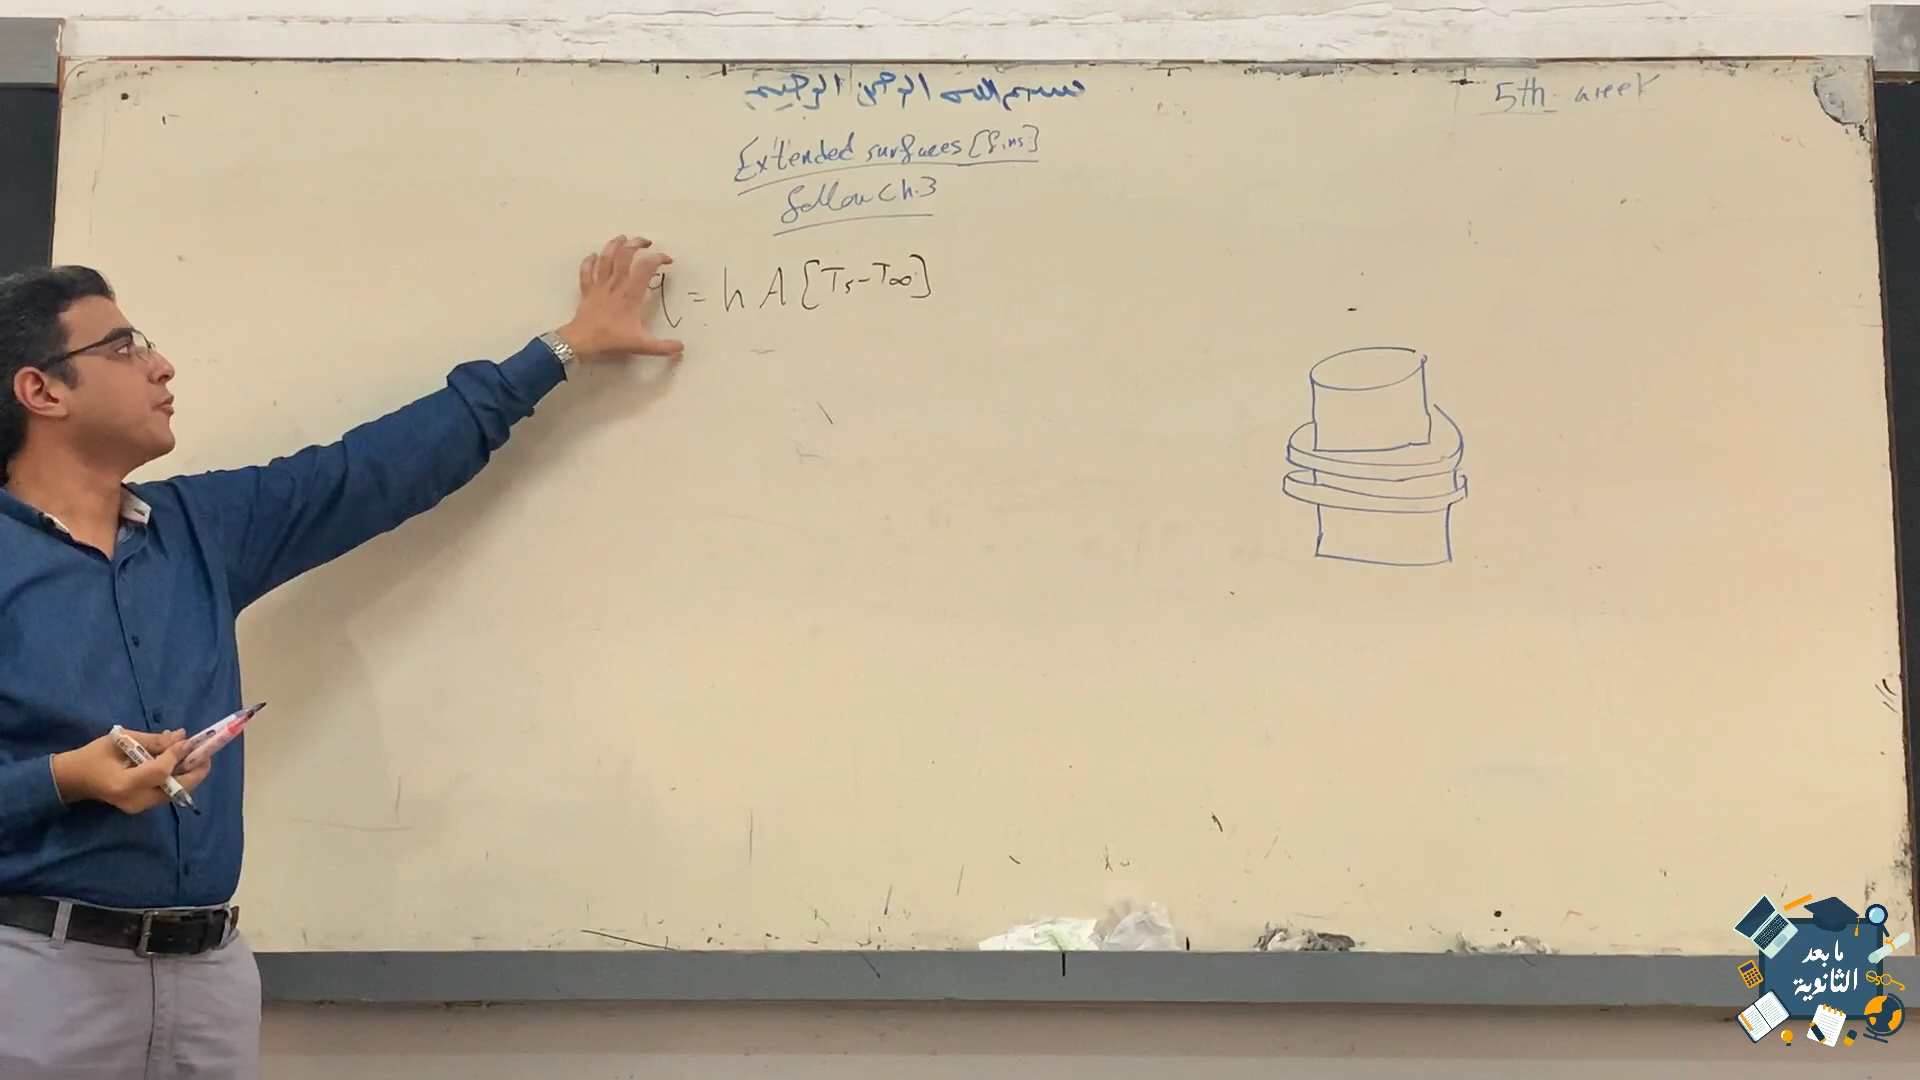 بسم الله الرحمن الرحيم
5th week
Extended surfaces [fins]
follow ch.3
q = h A [Ts - T∞]
ما بعد
الثانوية